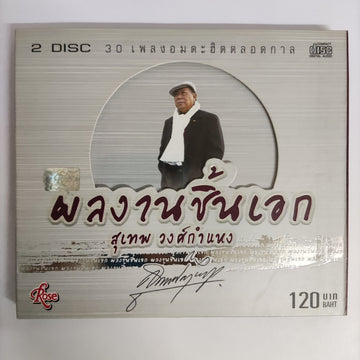 2 DISC 30 เพลงอมตะฮิตตลอดกาล
COMPACT
disc
DIGITAL AUDIO
ผลงานชิ้นเอก
สุเทพ วงศ์กำแหง
Rose
120 บาท
BAHT